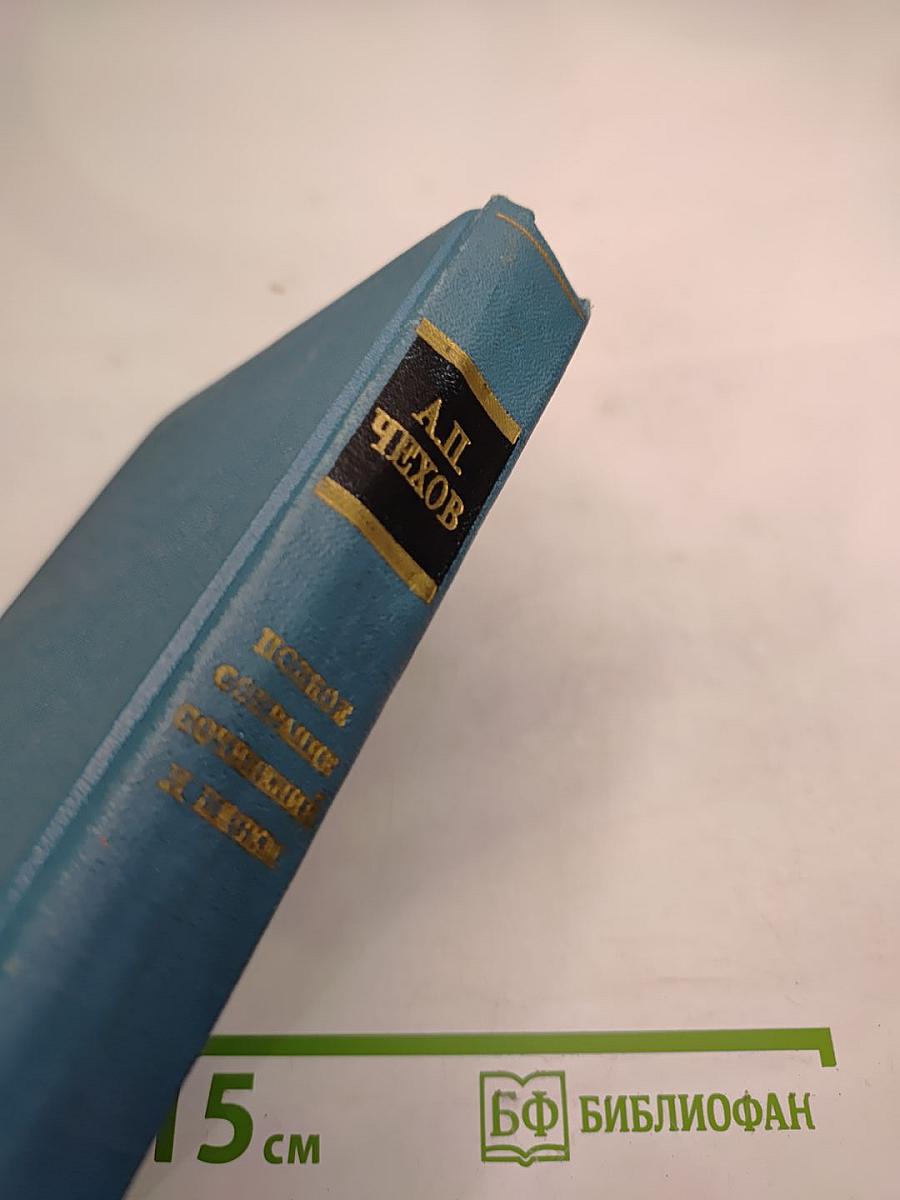 А.П.
ЧЕХОВ
ПОЛНОЕ
СОБРАНИЕ
СОЧИНЕНИЙ
И ПИСЕМ
15 см
БФ БИБЛИОФАН